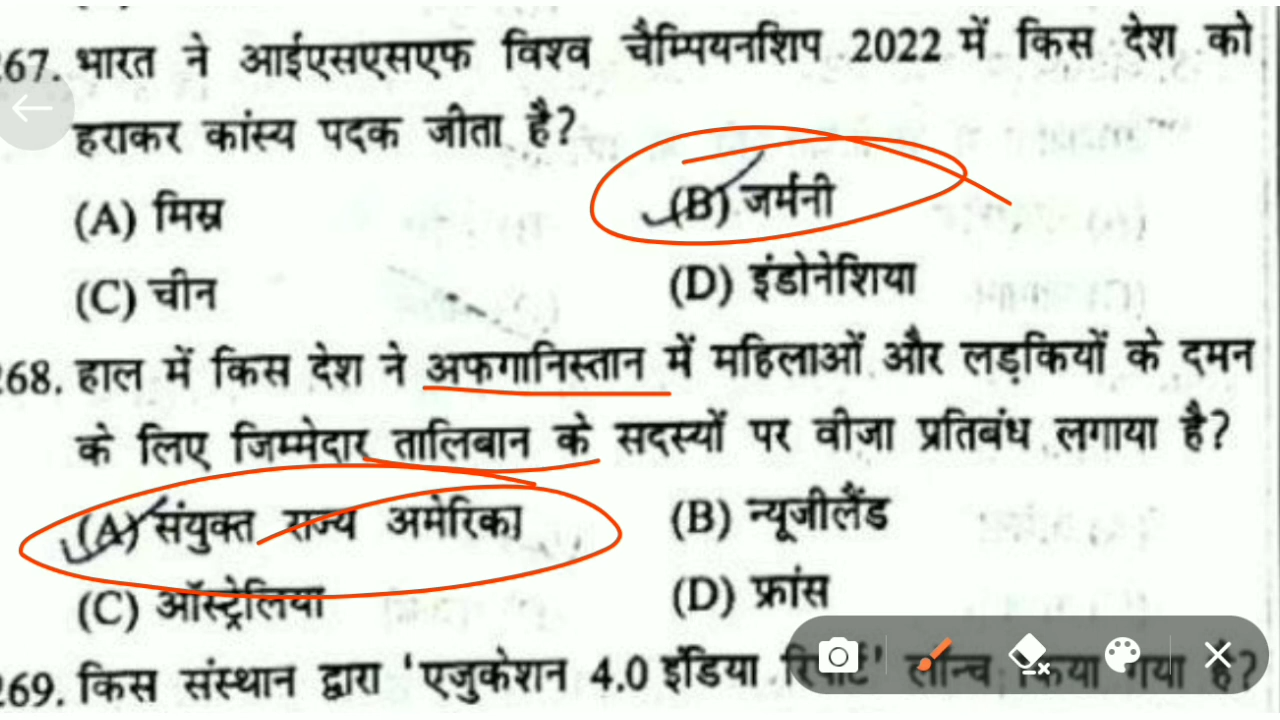 267. भारत ने आईएसएसएफ विश्व चैम्पियनशिप 2022 में किस देश को
हराकर कांस्य पदक जीता है?
(A) मिस्र (B) जर्मनी
(C) चीन (D) इंडोनेशिया
268. हाल में किस देश ने अफगानिस्तान में महिलाओं और लड़कियों के दमन
के लिए जिम्मेदार तालिबान के सदस्यों पर वीजा प्रतिबंध लगाया है?
(A) संयुक्त राज्य अमेरिका (B) न्यूजीलैंड
(C) ऑस्ट्रेलिया (D) फ्रांस
269. किस संस्थान द्वारा 'एजुकेशन 4.0 इंडिया रिपोर्ट' लॉन्च किया गया है?